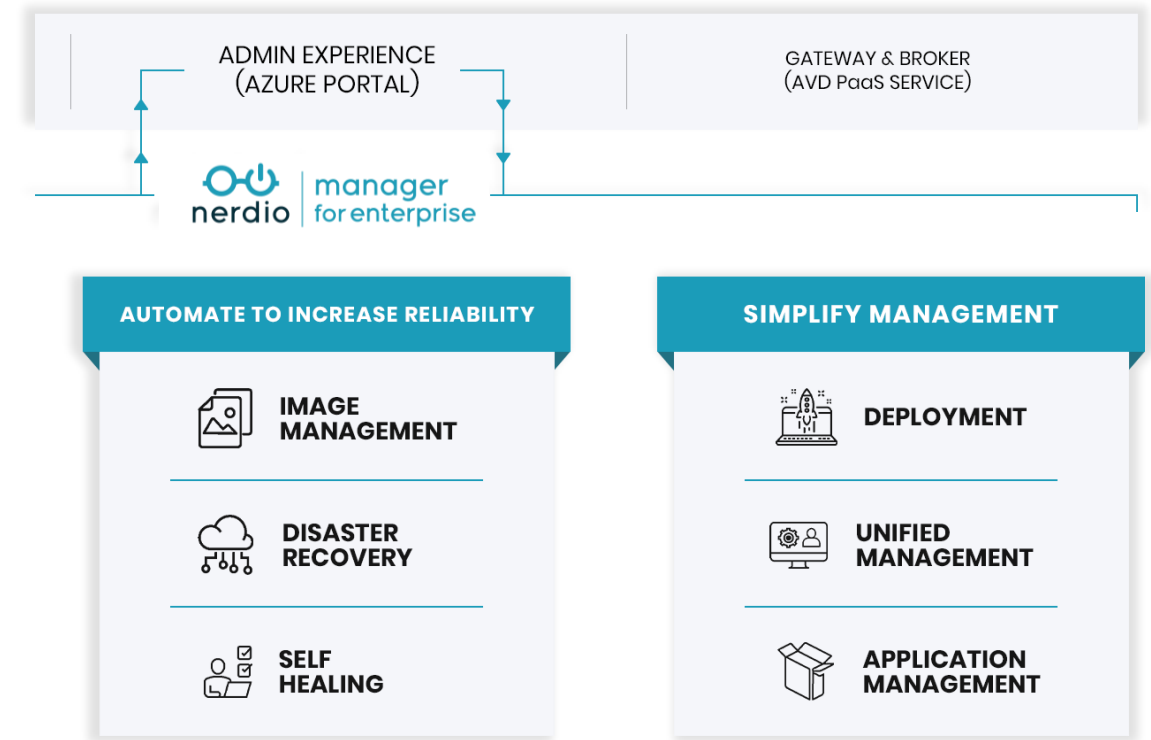 ADMIN EXPERIENCE
(AZURE PORTAL)
GATEWAY & BROKER
(AVD PaaS SERVICE)
nerdio
manager
for enterprise
AUTOMATE TO INCREASE RELIABILITY
IMAGE
MANAGEMENT
DISASTER
RECOVERY
SELF
HEALING
SIMPLIFY MANAGEMENT
DEPLOYMENT
UNIFIED
MANAGEMENT
APPLICATION
MANAGEMENT